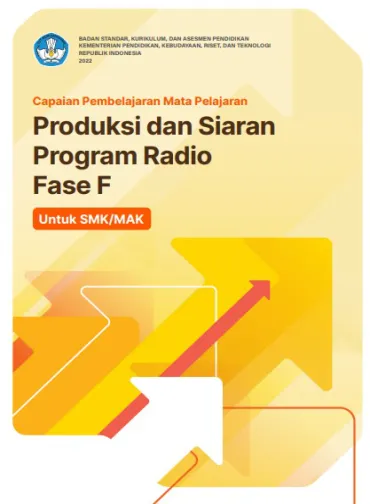 BADAN STANDAR, KURIKULUM, DAN ASESMEN PENDIDIKAN
KEMENTERIAN PENDIDIKAN, KEBUDAYAAN, RISET, DAN TEKNOLOGI
REPUBLIK INDONESIA
2022
Capaian Pembelajaran Mata Pelajaran
Produksi dan Siaran
Program Radio
Fase F
Untuk SMK/MAK